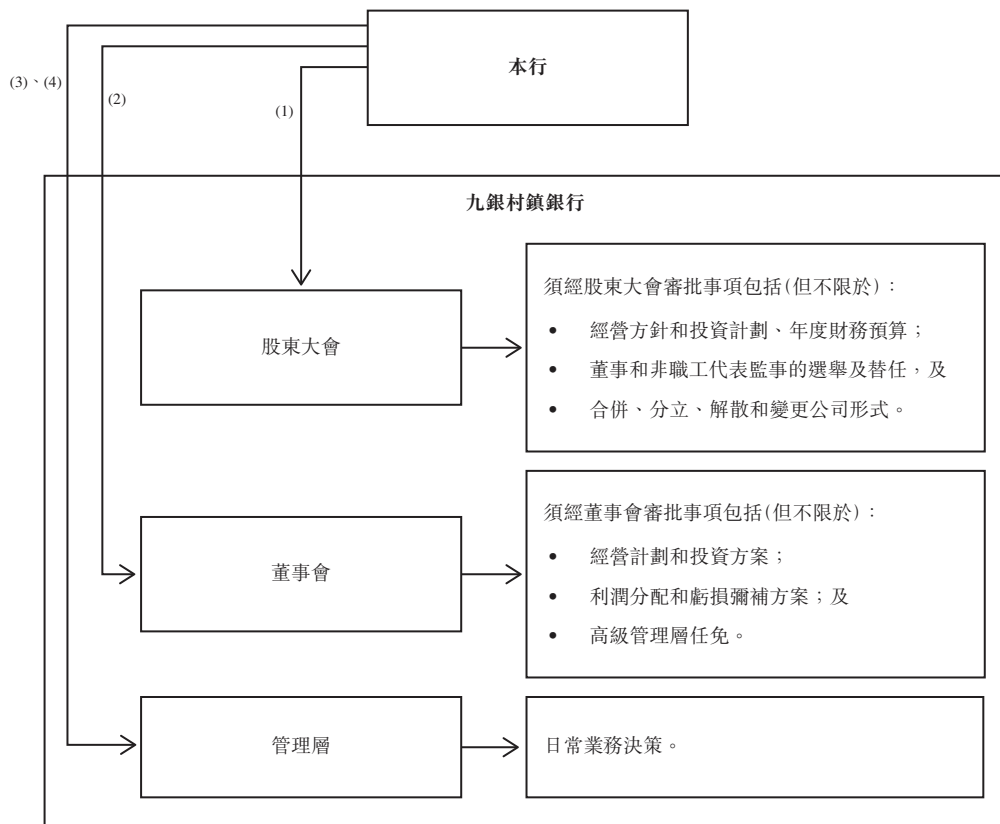 本行
(3)、(4)
(2)
(1)
九銀村鎮銀行
股東大會
須經股東大會審批事項包括(但不限於)：
• 經營方針和投資計劃、年度財務預算；
• 董事和非職工代表監事的選舉及替任，及
• 合併、分立、解散和變更公司形式。
董事會
須經董事會審批事項包括(但不限於)：
• 經營計劃和投資方案；
• 利潤分配和虧損彌補方案；及
• 高級管理層任免。
管理層
日常業務決策。